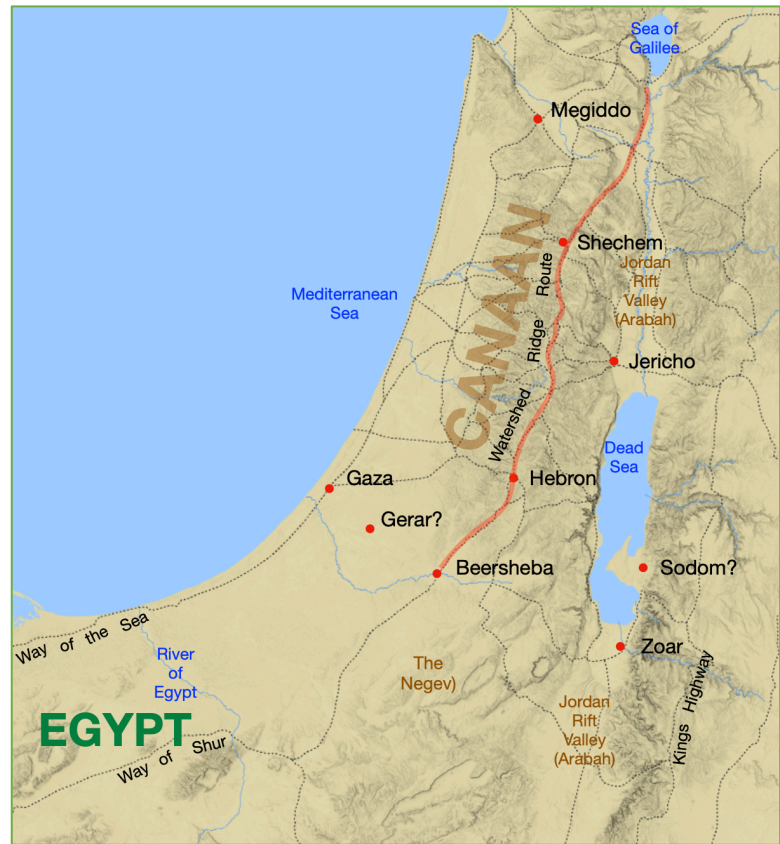 Sea of
Galilee
Megiddo
Shechem
CANAAN
Jordan
Rift
Valley
(Arabah)
Mediterranean
Sea
Watershed Ridge Route
Jericho
Dead
Sea
Gaza
Hebron
Gerar?
Beersheba
Sodom?
Way of the Sea
River
of
Egypt
Zoar
The
Negev)
EGYPT
Way of Shur
Jordan
Rift
Valley
(Arabah)
Kings Highway